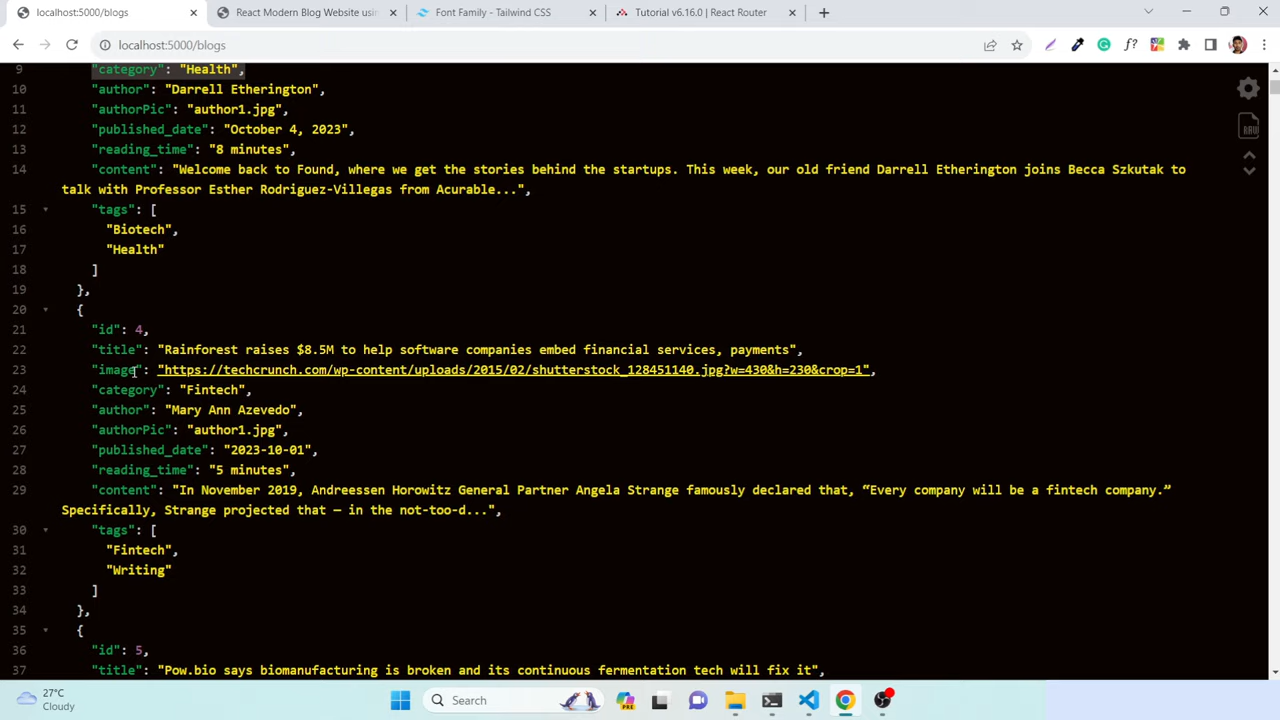 localhost:5000/blogs
React Modern Blog Website usin
Font Family - Tailwind CSS
Tutorial v6.16.0 | React Router
localhost:5000/blogs
9 "category": "Health",
10 "author": "Darrell Etherington",
11 "authorPic": "author1.jpg",
12 "published_date": "October 4, 2023",
13 "reading_time": "8 minutes",
14 "content": "Welcome back to Found, where we get the stories behind the startups. This week, our old friend Darrell Etherington joins Becca Szkutak to
talk with Professor Esther Rodriguez-Villegas from Acurable...",
15 "tags": [
16 "Biotech",
17 "Health"
18 ]
19 },
20 {
21 "id": 4,
22 "title": "Rainforest raises $8.5M to help software companies embed financial services, payments",
23 "image": "https://techcrunch.com/wp-content/uploads/2015/02/shutterstock_128451140.jpg?w=430&h=230&crop=1",
24 "category": "Fintech",
25 "author": "Mary Ann Azevedo",
26 "authorPic": "author1.jpg",
27 "published_date": "2023-10-01",
28 "reading_time": "5 minutes",
29 "content": "In November 2019, Andreessen Horowitz General Partner Angela Strange famously declared that, “Every company will be a fintech company.”
Specifically, Strange projected that — in the not-too-d...",
30 "tags": [
31 "Fintech",
32 "Writing"
33 ]
34 },
35 {
36 "id": 5,
37 "title": "Pow.bio says biomanufacturing is broken and its continuous fermentation tech will fix it",
RAW
f?
27°C
Cloudy
Search
PRE